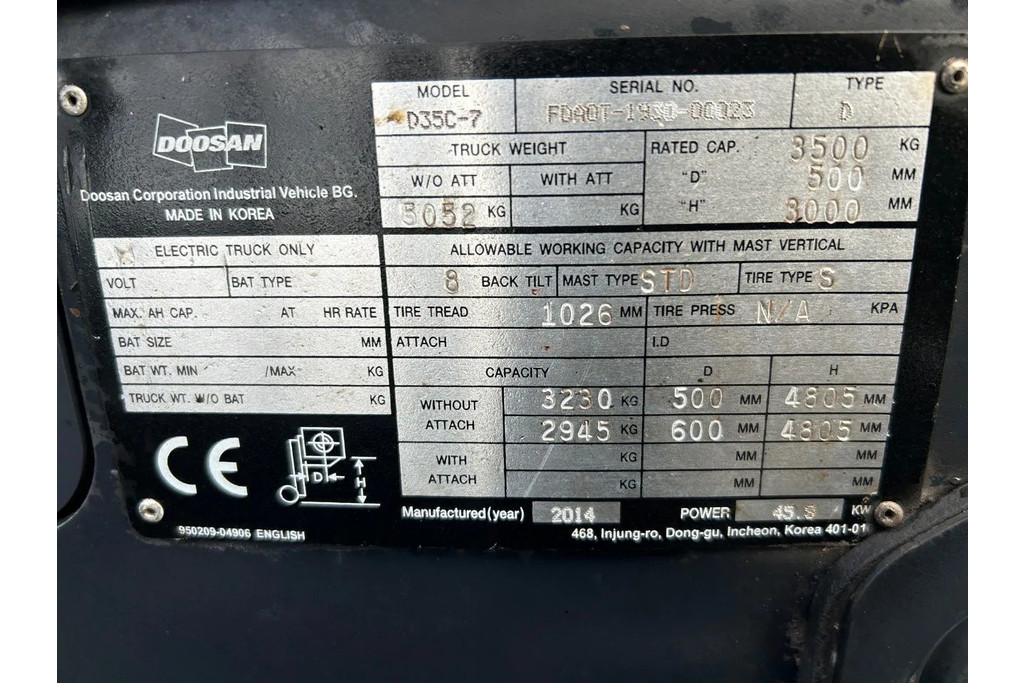 DOOSAN
Doosan Corporation Industrial Vehicle BG.
MADE IN KOREA
MODEL SERIAL NO. TYPE
D35C-7 FDA0T-1930-00023 D
TRUCK WEIGHT RATED CAP. 3500 KG
W/O ATT WITH ATT "D" 500 MM
5052 KG KG "H" 3000 MM
ELECTRIC TRUCK ONLY
VOLT BAT TYPE
MAX. AH CAP. AT HR RATE
BAT SIZE MM
BAT WT. MIN /MAX KG
TRUCK WT. W/O BAT KG
ALLOWABLE WORKING CAPACITY WITH MAST VERTICAL
8 BACK TILT MAST TYPE STD TIRE TYPE S
TIRE TREAD 1026 MM TIRE PRESS N/A KPA
ATTACH I.D
CAPACITY D H
WITHOUT ATTACH 3230 KG 500 MM 4805 MM
2945 KG 600 MM 4805 MM
WITH ATTACH KG MM MM
KG MM MM
Manufactured(year) 2014 POWER KW
468, Injung-ro, Dong-gu, Incheon, Korea 401-01
CE
D
H
950209-04906 ENGLISH